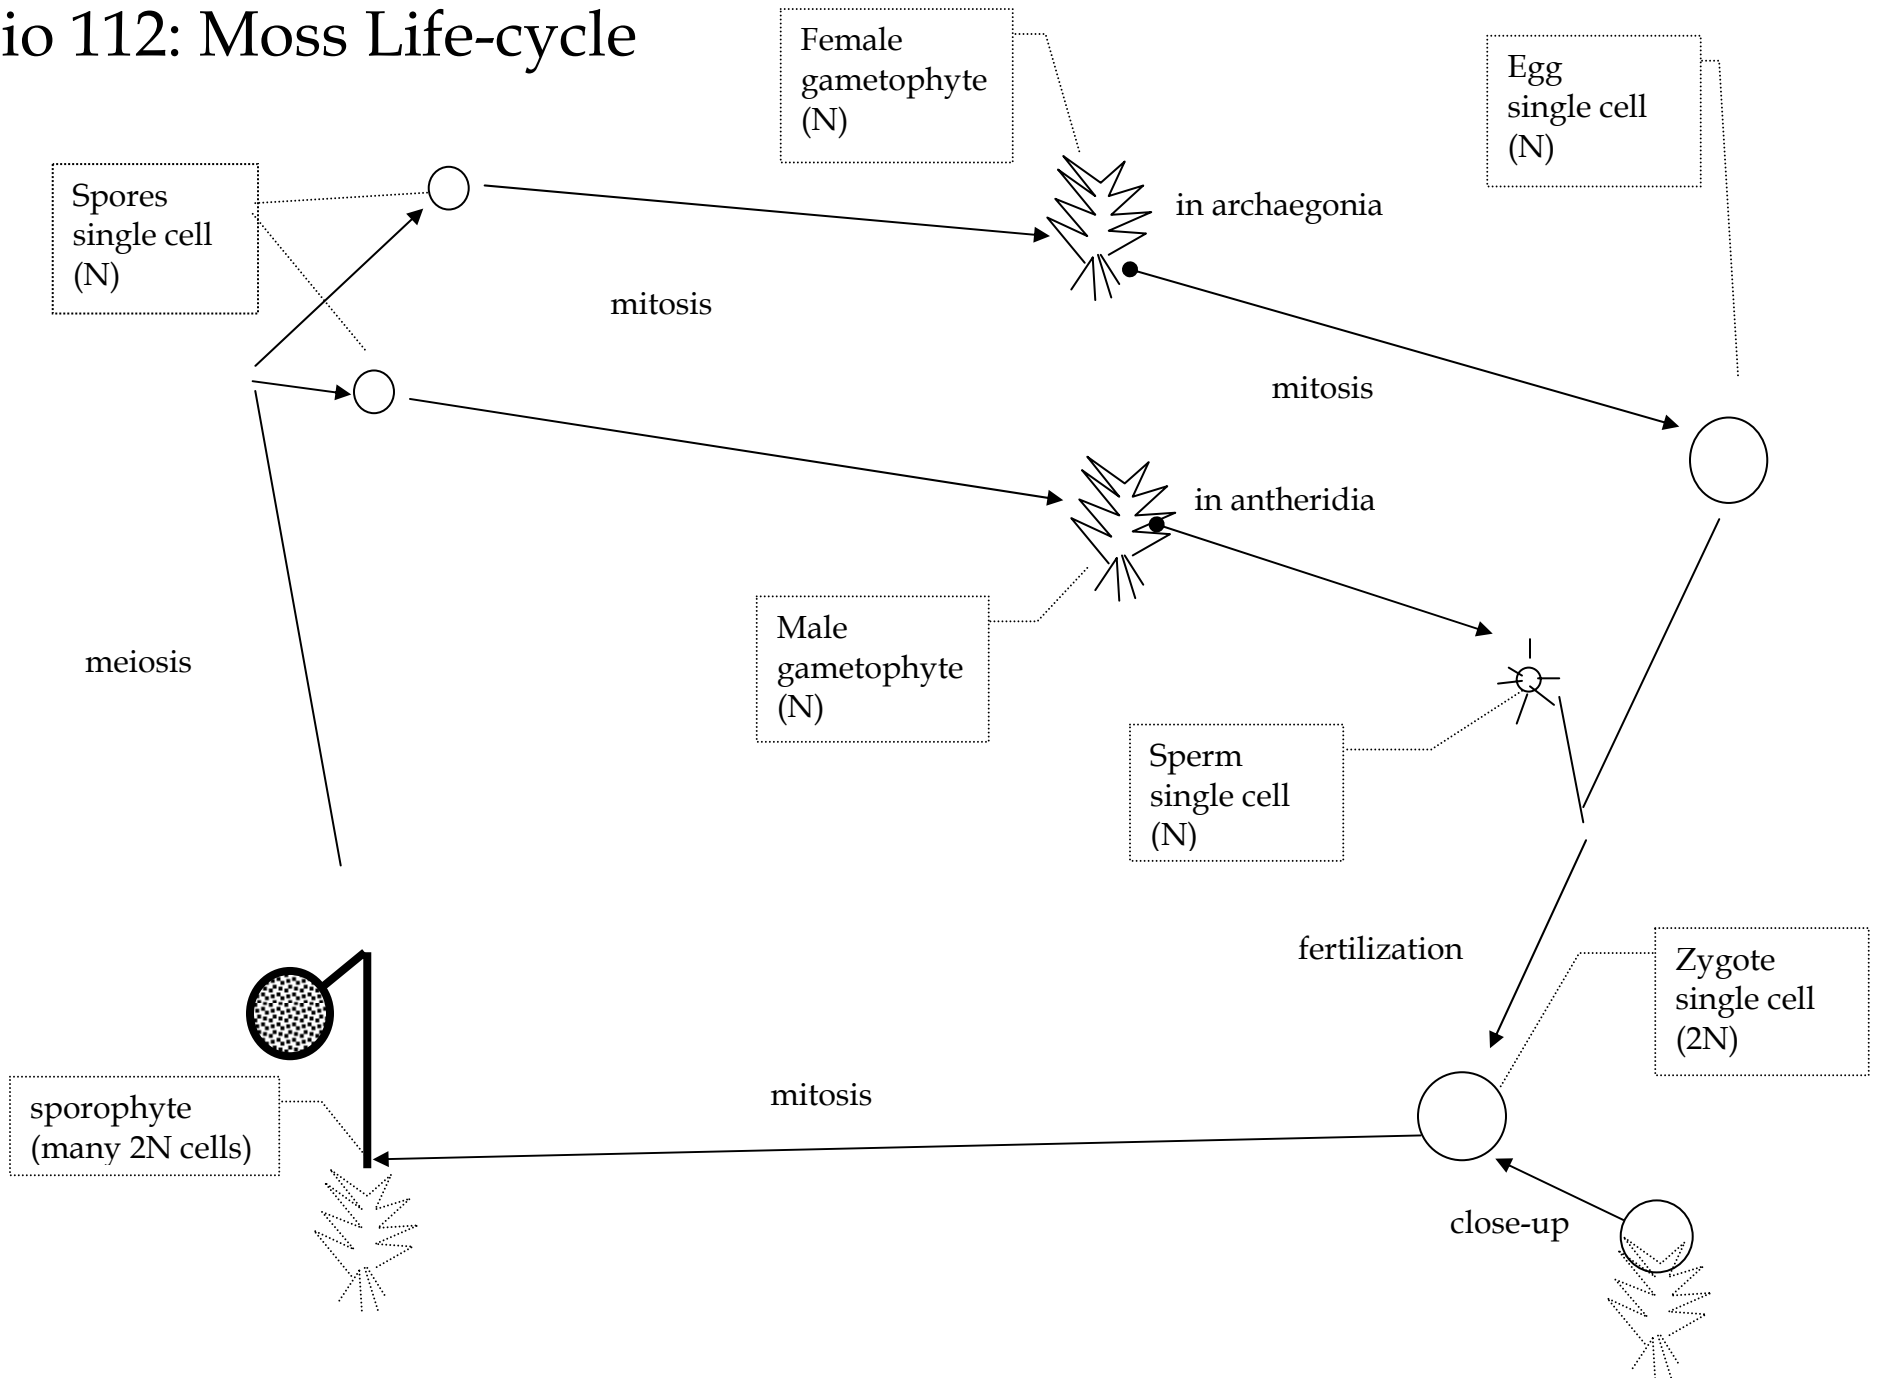 io 112: Moss Life-cycle
Female
gametophyte
(N)
Egg
single cell
(N)
Spores
single cell
(N)
in archaegonia
mitosis
mitosis
in antheridia
Male
gametophyte
(N)
meiosis
Sperm
single cell
(N)
fertilization
Zygote
single cell
(2N)
mitosis
sporophyte
(many 2N cells)
close-up